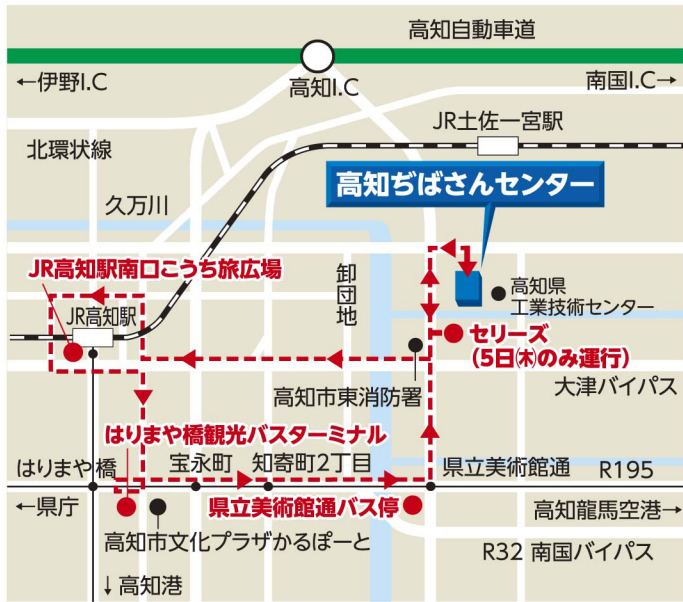 高知自動車道
←伊野I.C
高知I.C
南国I.C→
JR土佐一宮駅
北環状線
高知ぢばさんセンター
久万川
JR高知駅南口こうち旅広場
卸団地
高知県
工業技術センター
JR高知駅
セリーズ
(5日㈭のみ運行)
高知市東消防署
大津バイパス
はりまや橋観光バスターミナル
はりまや橋
宝永町
知寄町2丁目
県立美術館通
R195
←県庁
県立美術館通バス停
高知龍馬空港→
高知市文化プラザかるぽーと
R32 南国バイパス
↓高知港